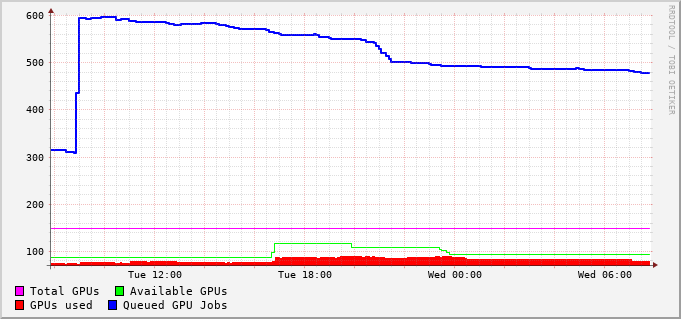 RRDTOOL / TOBI OETIKER
600
500
400
300
200
100
Tue 12:00 Tue 18:00 Wed 00:00 Wed 06:00
Total GPUs Available GPUs
GPUs used Queued GPU Jobs